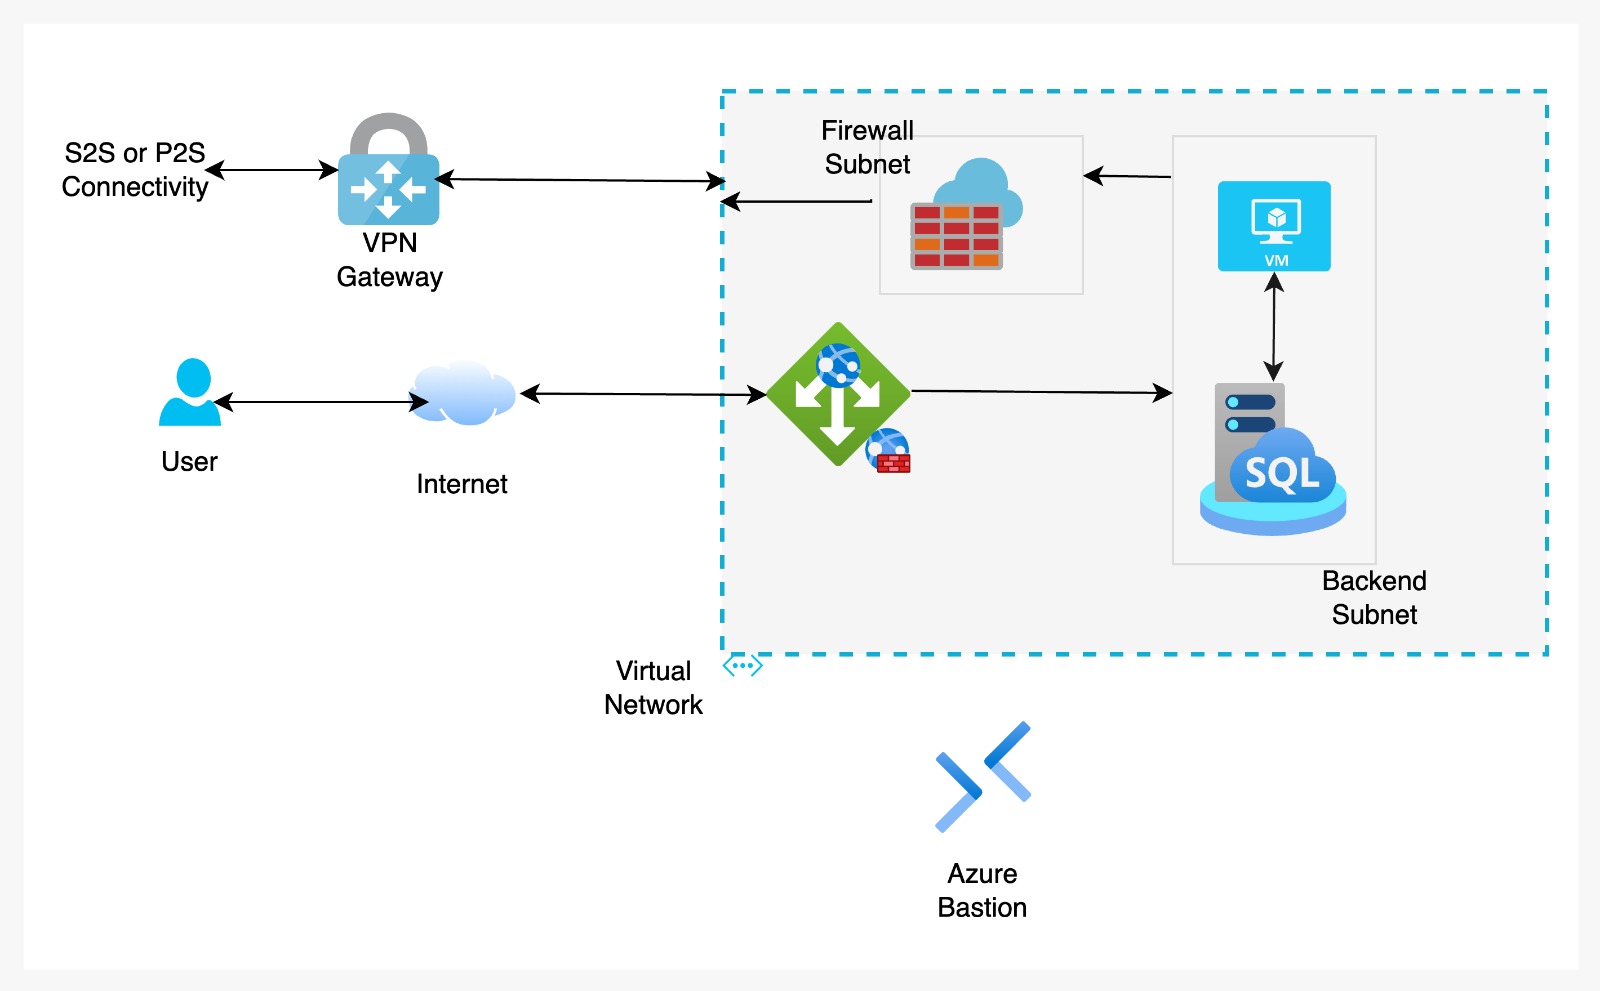 S2S or P2S
Connectivity
VPN
Gateway
Firewall
Subnet
VM
User
Internet
SQL
Backend
Subnet
Virtual
Network
Azure
Bastion